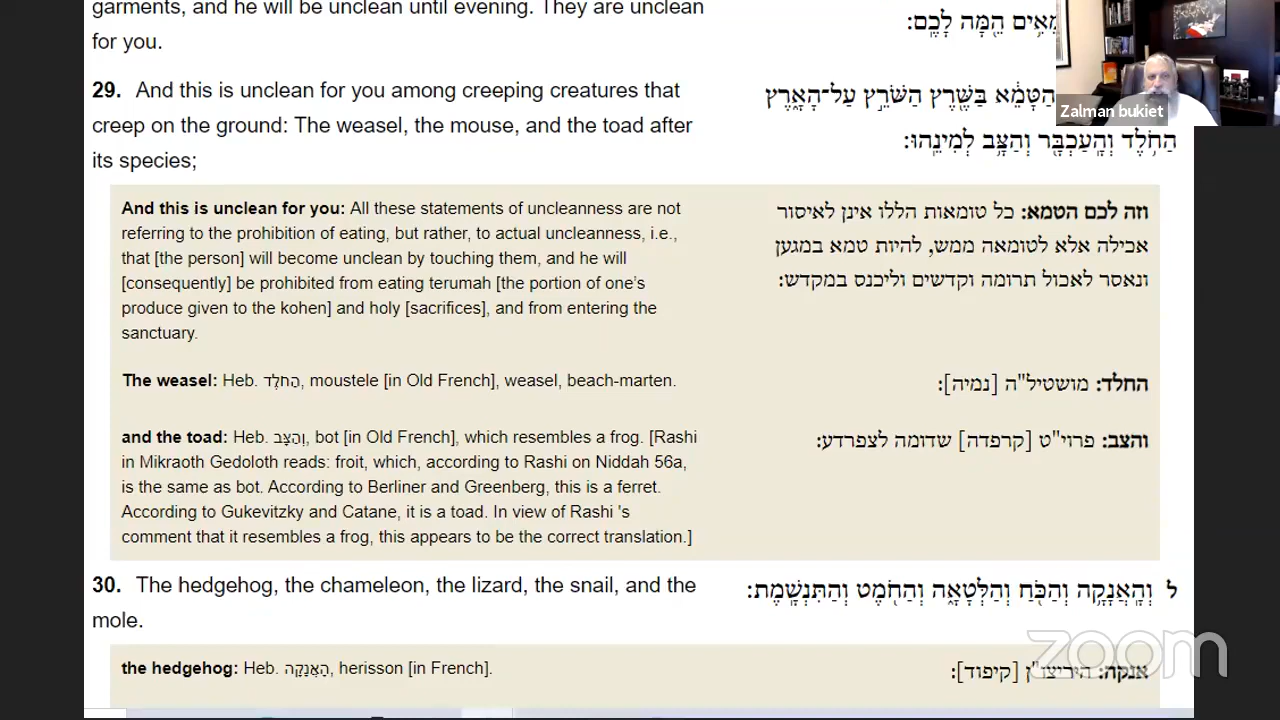 garments, and he will be unclean until evening. They are unclean
for you.
הֵ֖מָּה לָכֶֽם:
29. And this is unclean for you among creeping creatures that
creep on the ground: The weasel, the mouse, and the toad after
its species;
הַטָּמֵ֔א בַּשֶּׁ֖רֶץ הַשֹּׁרֵ֣ץ עַל־הָאָ֑רֶץ
הַחֹ֥לֶד וְהָֽעַכְבָּ֖ר וְהַצָּ֥ב לְמִינֵֽהוּ:
Zalman bukiet
And this is unclean for you: All these statements of uncleanness are not
referring to the prohibition of eating, but rather, to actual uncleanness, i.e.,
that [the person] will become unclean by touching them, and he will
[consequently] be prohibited from eating terumah [the portion of one's
produce given to the kohen] and holy [sacrifices], and from entering the
sanctuary.
וזה לכם הטמא: כל טומאות הללו אינן לאיסור
אכילה אלא לטומאה ממש, להיות טמא במגען
ונאסר לאכול תרומה וקדשים וליכנס במקדש:
The weasel: Heb. הַחֹלֶד, moustele [in Old French], weasel, beach-marten.
החלד: מושטיל"ה [נמיה]:
and the toad: Heb. וְהַצָּב, bot [in Old French], which resembles a frog. [Rashi
in Mikraoth Gedoloth reads: froit, which, according to Rashi on Niddah 56a,
is the same as bot. According to Berliner and Greenberg, this is a ferret.
According to Gukevitzky and Catane, it is a toad. In view of Rashi 's
comment that it resembles a frog, this appears to be the correct translation.]
והצב: פרוי"ט [קרפדה] שדומה לצפרדע:
30. The hedgehog, the chameleon, the lizard, the snail, and the
mole.
ל וְהָֽאֲנָקָ֥ה וְהַכֹּ֖חַ וְהַלְּטָאָ֑ה וְהַחֹ֖מֶט וְהַתִּנְשָֽׁמֶת:
the hedgehog: Heb. הָאֲנָקָה, herisson [in French].
אנקה: הריצו"ן [קיפוד]:
zoom